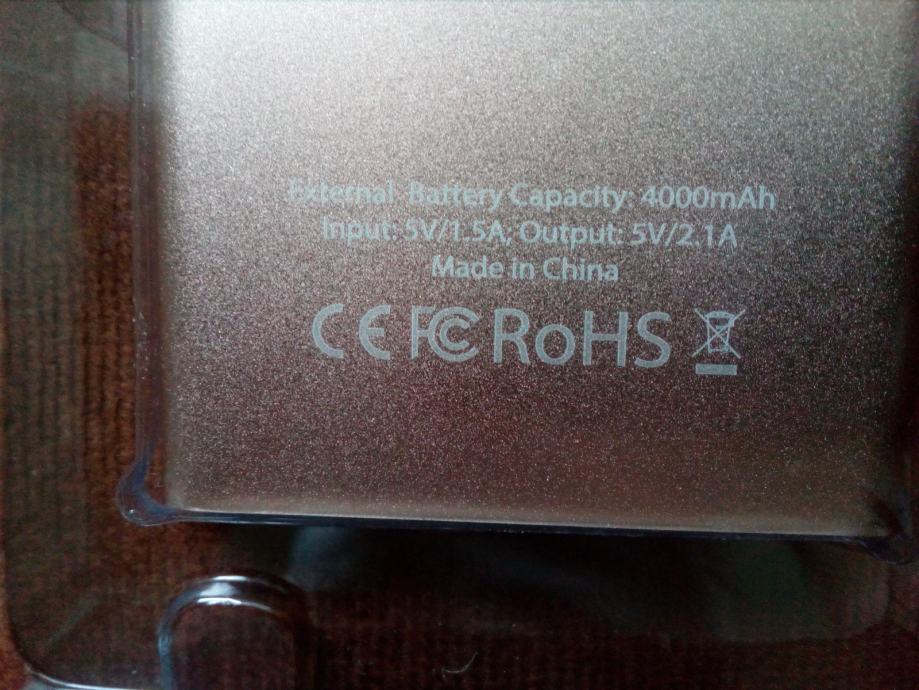 External Battery Capacity: 4000mAh
Input: 5V/1.5A, Output: 5V/2.1A
Made in China
CE FC RoHS